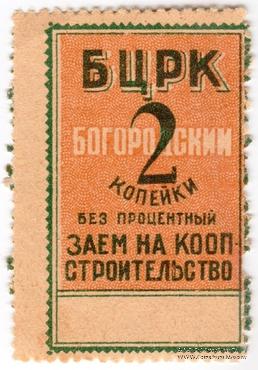 БЦРК
БОГОРОДСКИЙ
2
КОПЕЙКИ
БЕЗ ПРОЦЕНТНЫЙ
ЗАЕМ НА КООП-
СТРОИТЕЛЬСТВО